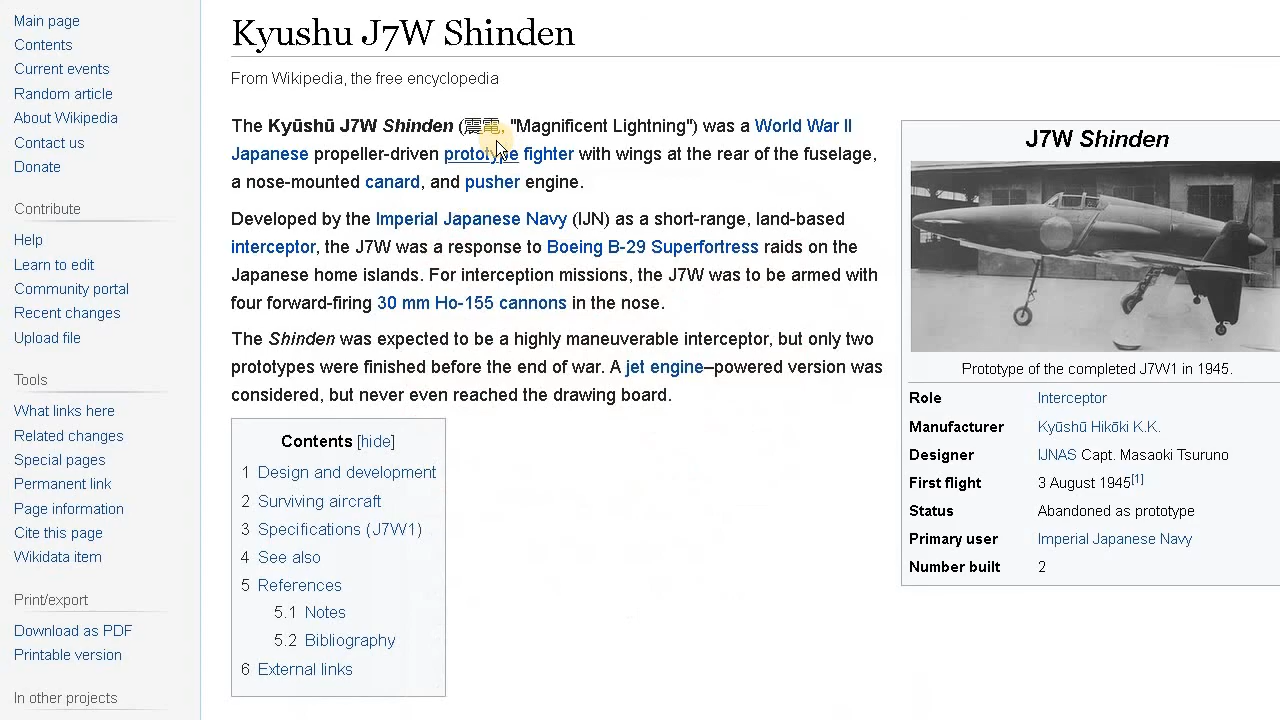 Main page
Contents
Current events
Random article
About Wikipedia
Contact us
Donate
Contribute
Help
Learn to edit
Community portal
Recent changes
Upload file
Tools
What links here
Related changes
Special pages
Permanent link
Page information
Cite this page
Wikidata item
Print/export
Download as PDF
Printable version
In other projects
Kyushu J7W Shinden
From Wikipedia, the free encyclopedia
The Kyūshū J7W Shinden (震電, "Magnificent Lightning") was a World War II
Japanese propeller-driven prototype fighter with wings at the rear of the fuselage,
a nose-mounted canard, and pusher engine.
Developed by the Imperial Japanese Navy (IJN) as a short-range, land-based
interceptor, the J7W was a response to Boeing B-29 Superfortress raids on the
Japanese home islands. For interception missions, the J7W was to be armed with
four forward-firing 30 mm Ho-155 cannons in the nose.
The Shinden was expected to be a highly maneuverable interceptor, but only two
prototypes were finished before the end of war. A jet engine–powered version was
considered, but never even reached the drawing board.
Contents [hide]
1 Design and development
2 Surviving aircraft
3 Specifications (J7W1)
4 See also
5 References
5.1 Notes
5.2 Bibliography
6 External links
J7W Shinden
Prototype of the completed J7W1 in 1945.
Role Interceptor
Manufacturer Kyūshū Hikōki K.K.
Designer IJNAS Capt. Masaoki Tsuruno
First flight 3 August 1945[1]
Status Abandoned as prototype
Primary user Imperial Japanese Navy
Number built 2